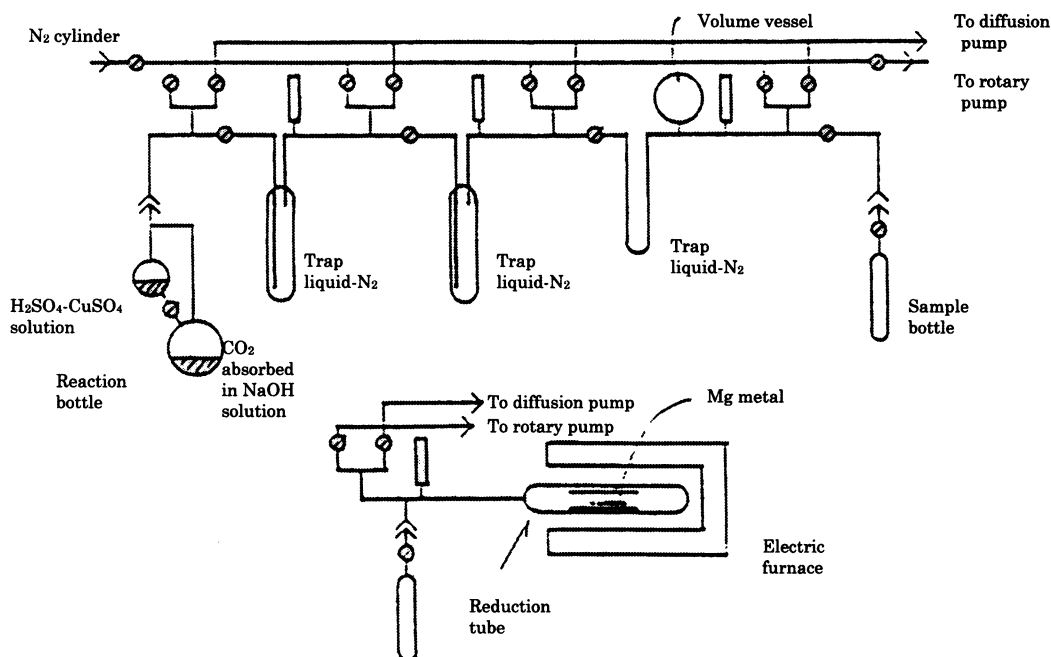 N2 cylinder
Volume vessel
To diffusion
pump
To rotary
pump
Trap
liquid-N2
Trap
liquid-N2
Trap
liquid-N2
H2SO4-CuSO4
solution
Reaction
bottle
CO2
absorbed
in NaOH
solution
Sample
bottle
To diffusion pump
To rotary pump
Mg metal
Electric
furnace
Reduction
tube